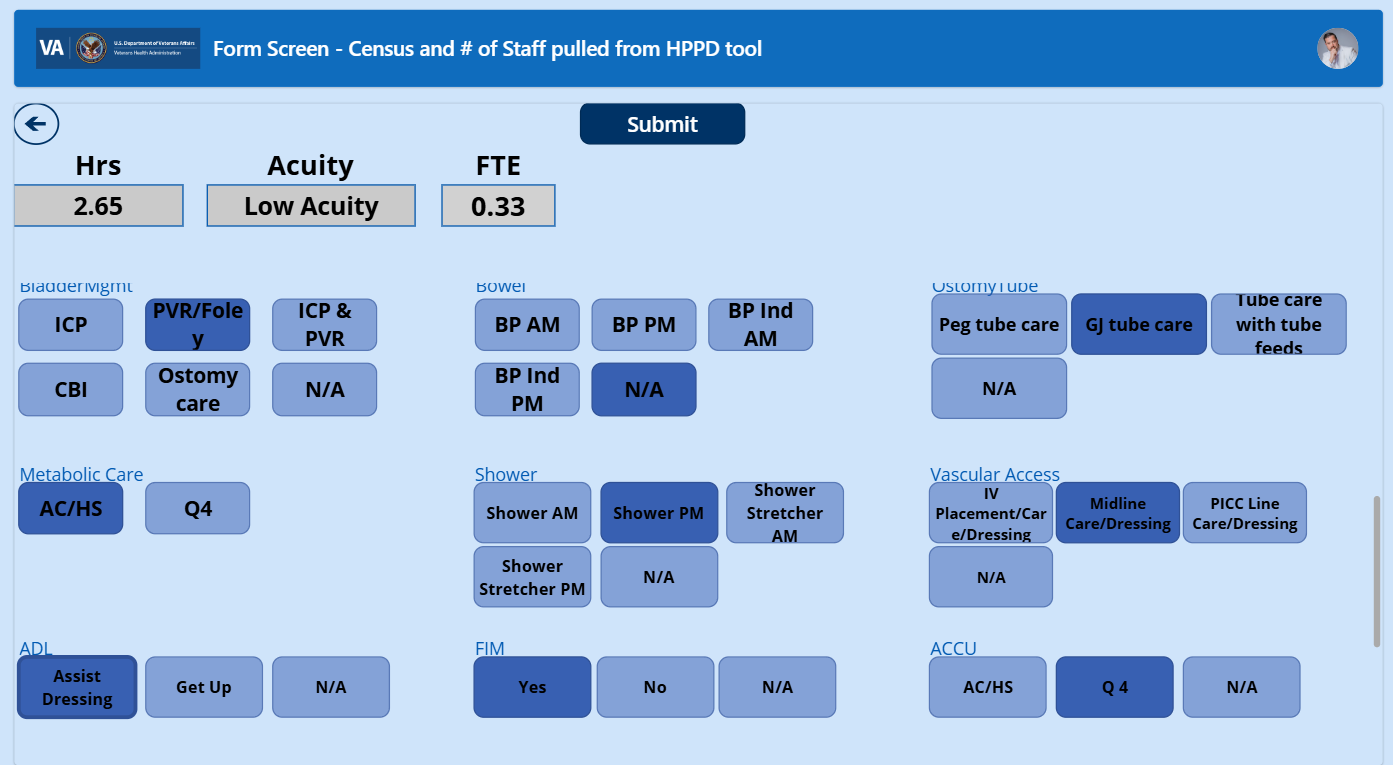 VA
U.S. Department of Veterans Affairs
Veterans Health Administration
Form Screen - Census and # of Staff pulled from HPPD tool
Submit
Hrs
Acuity
FTE
2.65
Low Acuity
0.33
BladderMgmt
ICP
PVR/Fole
y
ICP &
PVR
CBI
Ostomy
care
N/A
Bowel
BP AM
BP PM
BP Ind
AM
BP Ind
PM
N/A
OstomyTube
Peg tube care
GJ tube care
Tube care
with tube
feeds
N/A
Metabolic Care
AC/HS
Q4
Shower
Shower AM
Shower PM
Shower
Stretcher
AM
Shower
Stretcher PM
N/A
Vascular Access
IV
Placement/Car
e/Dressing
Midline
Care/Dressing
PICC Line
Care/Dressing
N/A
ADL
Assist
Dressing
Get Up
N/A
FIM
Yes
No
N/A
ACCU
AC/HS
Q 4
N/A